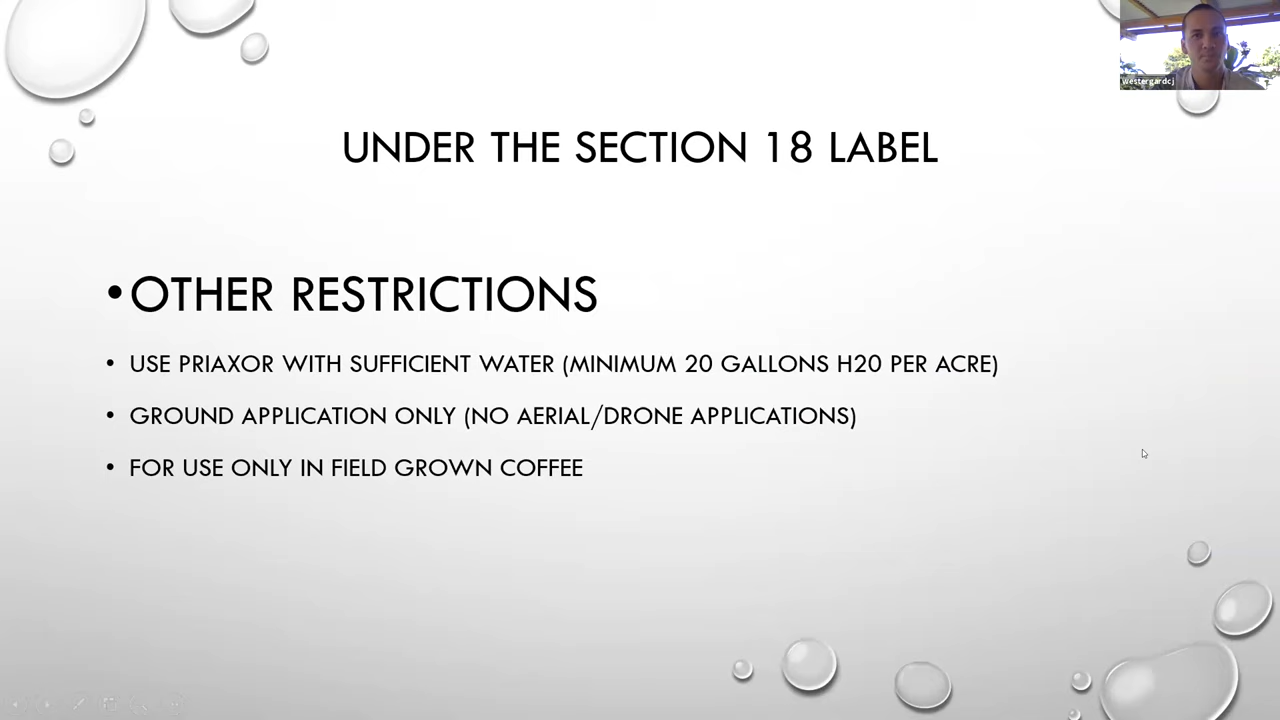 westergardcj
UNDER THE SECTION 18 LABEL
•OTHER RESTRICTIONS
• USE PRIAXOR WITH SUFFICIENT WATER (MINIMUM 20 GALLONS H20 PER ACRE)
• GROUND APPLICATION ONLY (NO AERIAL/DRONE APPLICATIONS)
• FOR USE ONLY IN FIELD GROWN COFFEE